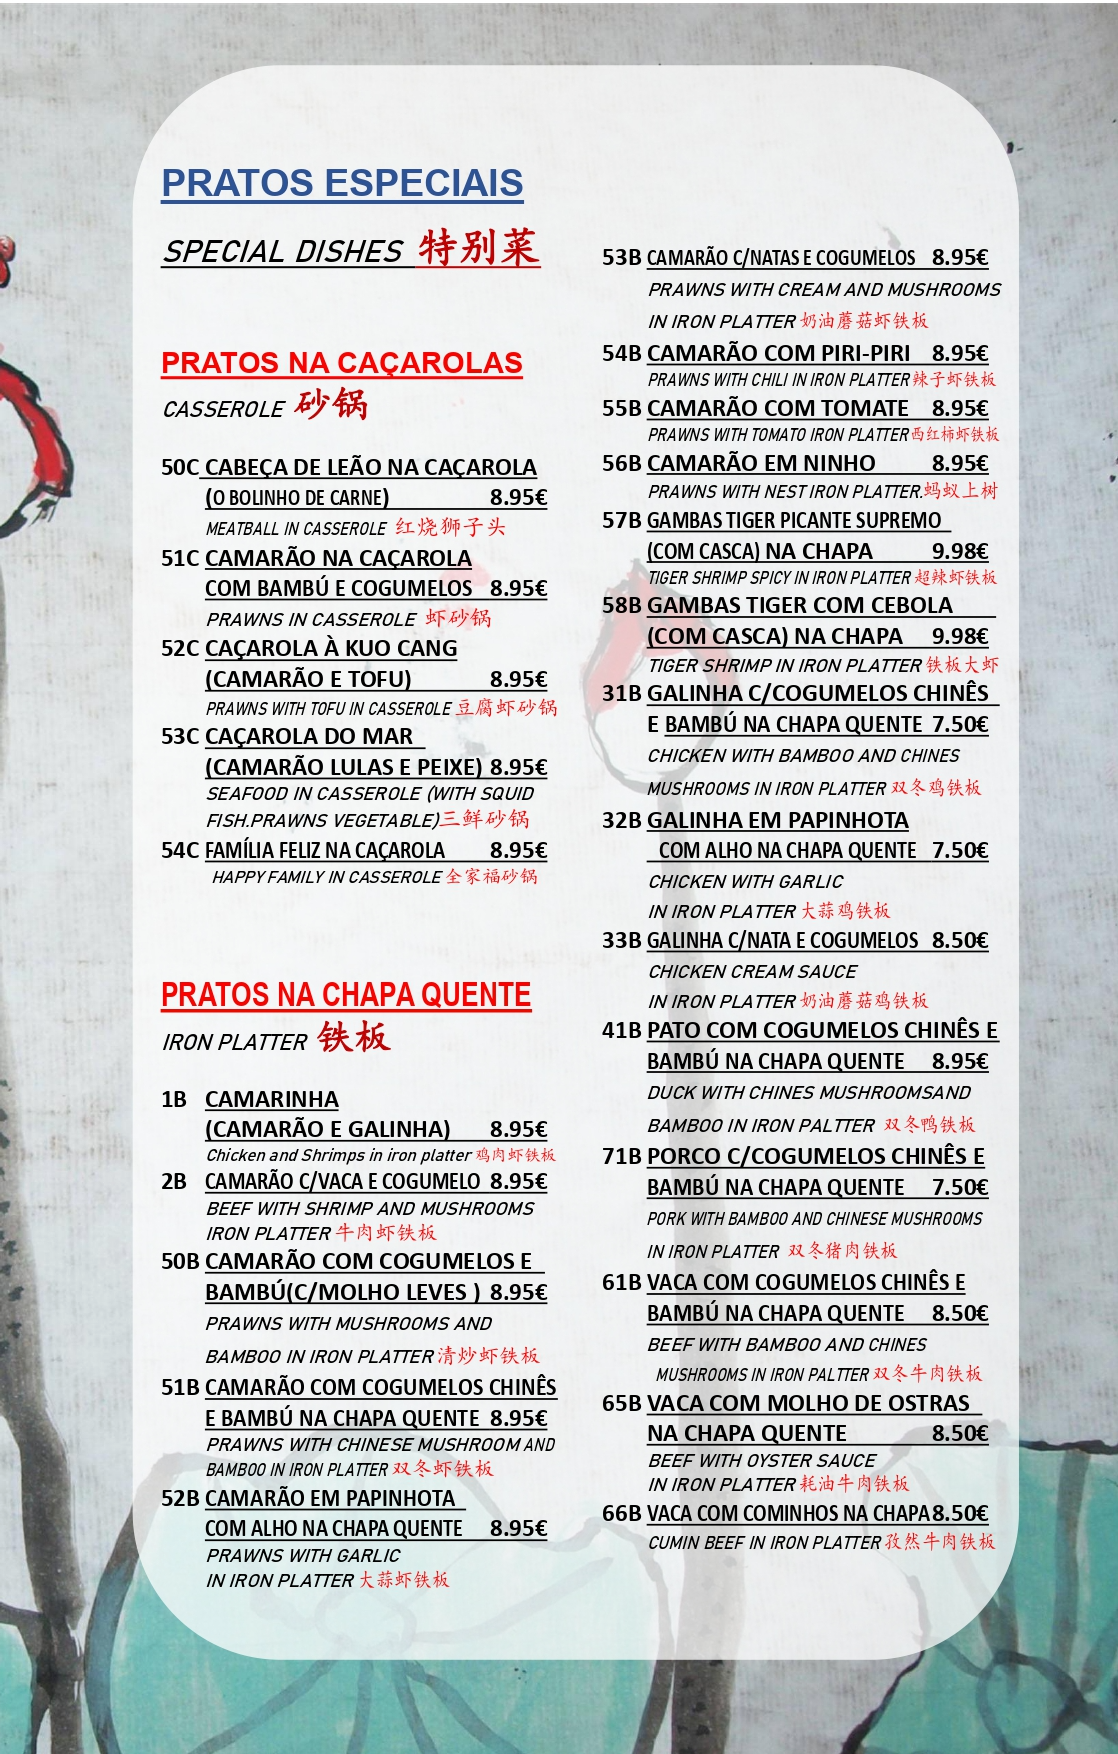 PRATOS ESPECIAIS
SPECIAL DISHES 特别菜
PRATOS NA CAÇAROLAS
CASSEROLE 砂锅
50C CABEÇA DE LEÃO NA CAÇAROLA
(O BOLINHO DE CARNE) 8.95€
MEATBALL IN CASSEROLE 红烧狮子头
51C CAMARÃO NA CAÇAROLA
COM BAMBÚ E COGUMELOS 8.95€
PRAWNS IN CASSEROLE 虾砂锅
52C CAÇAROLA À KUO CANG
(CAMARÃO E TOFU) 8.95€
PRAWNS WITH TOFU IN CASSEROLE 豆腐虾砂锅
53C CAÇAROLA DO MAR
(CAMARÃO LULAS E PEIXE) 8.95€
SEAFOOD IN CASSEROLE (WITH SQUID
FISH.PRAWNS VEGETABLE)三鲜砂锅
54C FAMÍLIA FELIZ NA CAÇAROLA 8.95€
HAPPY FAMILY IN CASSEROLE 全家福砂锅
PRATOS NA CHAPA QUENTE
IRON PLATTER 铁板
1B CAMARINHA
(CAMARÃO E GALINHA) 8.95€
Chicken and Shrimps in iron platter 鸡肉虾铁板
2B CAMARÃO C/VACA E COGUMELO 8.95€
BEEF WITH SHRIMP AND MUSHROOMS
IRON PLATTER 牛肉虾铁板
50B CAMARÃO COM COGUMELOS E
BAMBÚ(C/MOLHO LEVES ) 8.95€
PRAWNS WITH MUSHROOMS AND
BAMBOO IN IRON PLATTER 清炒虾铁板
51B CAMARÃO COM COGUMELOS CHINÊS
E BAMBÚ NA CHAPA QUENTE 8.95€
PRAWNS WITH CHINESE MUSHROOM AND
BAMBOO IN IRON PLATTER 双冬虾铁板
52B CAMARÃO EM PAPINHOTA
COM ALHO NA CHAPA QUENTE 8.95€
PRAWNS WITH GARLIC
IN IRON PLATTER 大蒜虾铁板
53B CAMARÃO C/NATAS E COGUMELOS 8.95€
PRAWNS WITH CREAM AND MUSHROOMS
IN IRON PLATTER 奶油蘑菇虾铁板
54B CAMARÃO COM PIRI-PIRI 8.95€
PRAWNS WITH CHILI IN IRON PLATTER 辣子虾铁板
55B CAMARÃO COM TOMATE 8.95€
PRAWNS WITH TOMATO IRON PLATTER 西红柿虾铁板
56B CAMARÃO EM NINHO 8.95€
PRAWNS WITH NEST IRON PLATTER.蚂蚁上树
57B GAMBAS TIGER PICANTE SUPREMO
(COM CASCA) NA CHAPA 9.98€
TIGER SHRIMP SPICY IN IRON PLATTER 超辣虾铁板
58B GAMBAS TIGER COM CEBOLA
(COM CASCA) NA CHAPA 9.98€
TIGER SHRIMP IN IRON PLATTER 铁板大虾
31B GALINHA C/COGUMELOS CHINÊS
E BAMBÚ NA CHAPA QUENTE 7.50€
CHICKEN WITH BAMBOO AND CHINES
MUSHROOMS IN IRON PLATTER 双冬鸡铁板
32B GALINHA EM PAPINHOTA
COM ALHO NA CHAPA QUENTE 7.50€
CHICKEN WITH GARLIC
IN IRON PLATTER 大蒜鸡铁板
33B GALINHA C/NATA E COGUMELOS 8.50€
CHICKEN CREAM SAUCE
IN IRON PLATTER 奶油蘑菇鸡铁板
41B PATO COM COGUMELOS CHINÊS E
BAMBÚ NA CHAPA QUENTE 8.95€
DUCK WITH CHINES MUSHROOMSAND
BAMBOO IN IRON PALTTER 双冬鸭铁板
71B PORCO C/COGUMELOS CHINÊS E
BAMBÚ NA CHAPA QUENTE 7.50€
PORK WITH BAMBOO AND CHINESE MUSHROOMS
IN IRON PLATTER 双冬猪肉铁板
61B VACA COM COGUMELOS CHINÊS E
BAMBÚ NA CHAPA QUENTE 8.50€
BEEF WITH BAMBOO AND CHINES
MUSHROOMS IN IRON PALTTER 双冬牛肉铁板
65B VACA COM MOLHO DE OSTRAS
NA CHAPA QUENTE 8.50€
BEEF WITH OYSTER SAUCE
IN IRON PLATTER 耗油牛肉铁板
66B VACA COM COMINHOS NA CHAPA 8.50€
CUMIN BEEF IN IRON PLATTER 孜然牛肉铁板